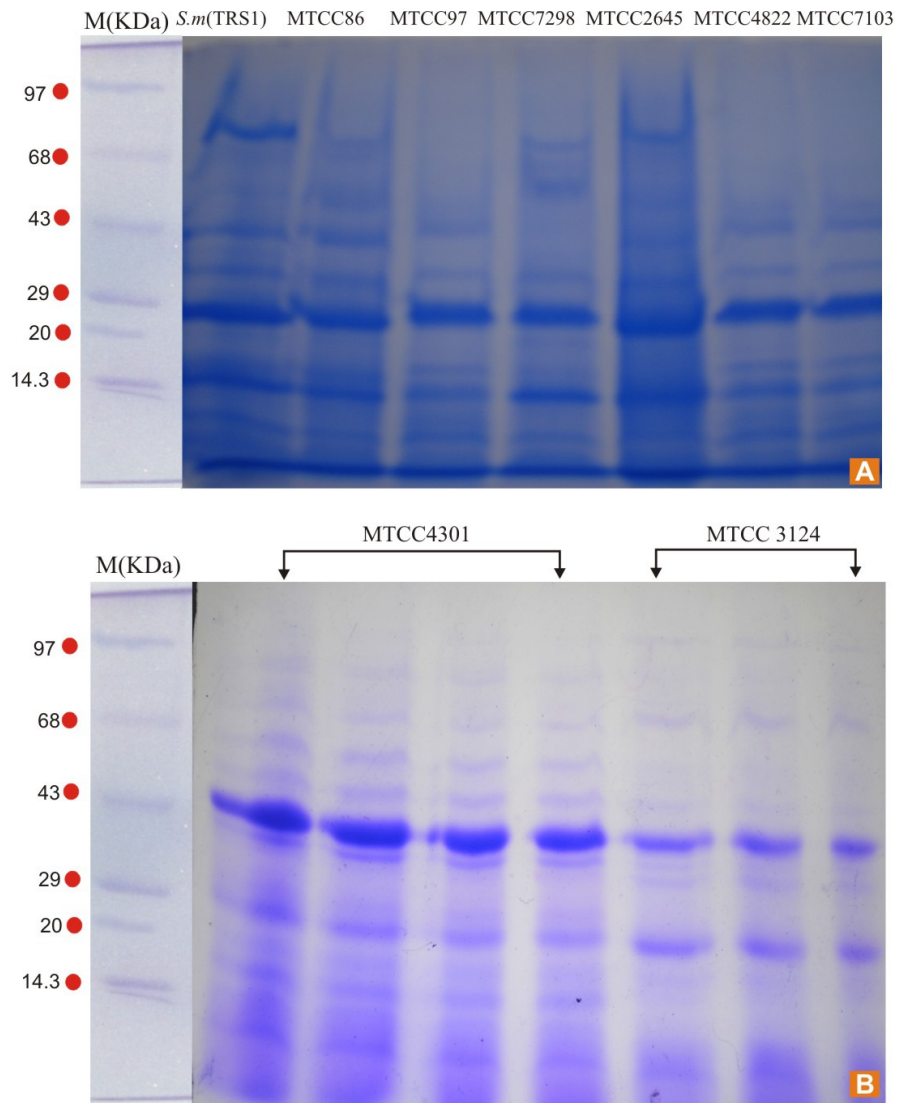 M(KDa) S.m(TRS1) MTCC86 MTCC97 MTCC7298 MTCC2645 MTCC4822 MTCC7103
97
68
43
29
20
14.3
A
MTCC4301 MTCC 3124
M(KDa)
97
68
43
29
20
14.3
B